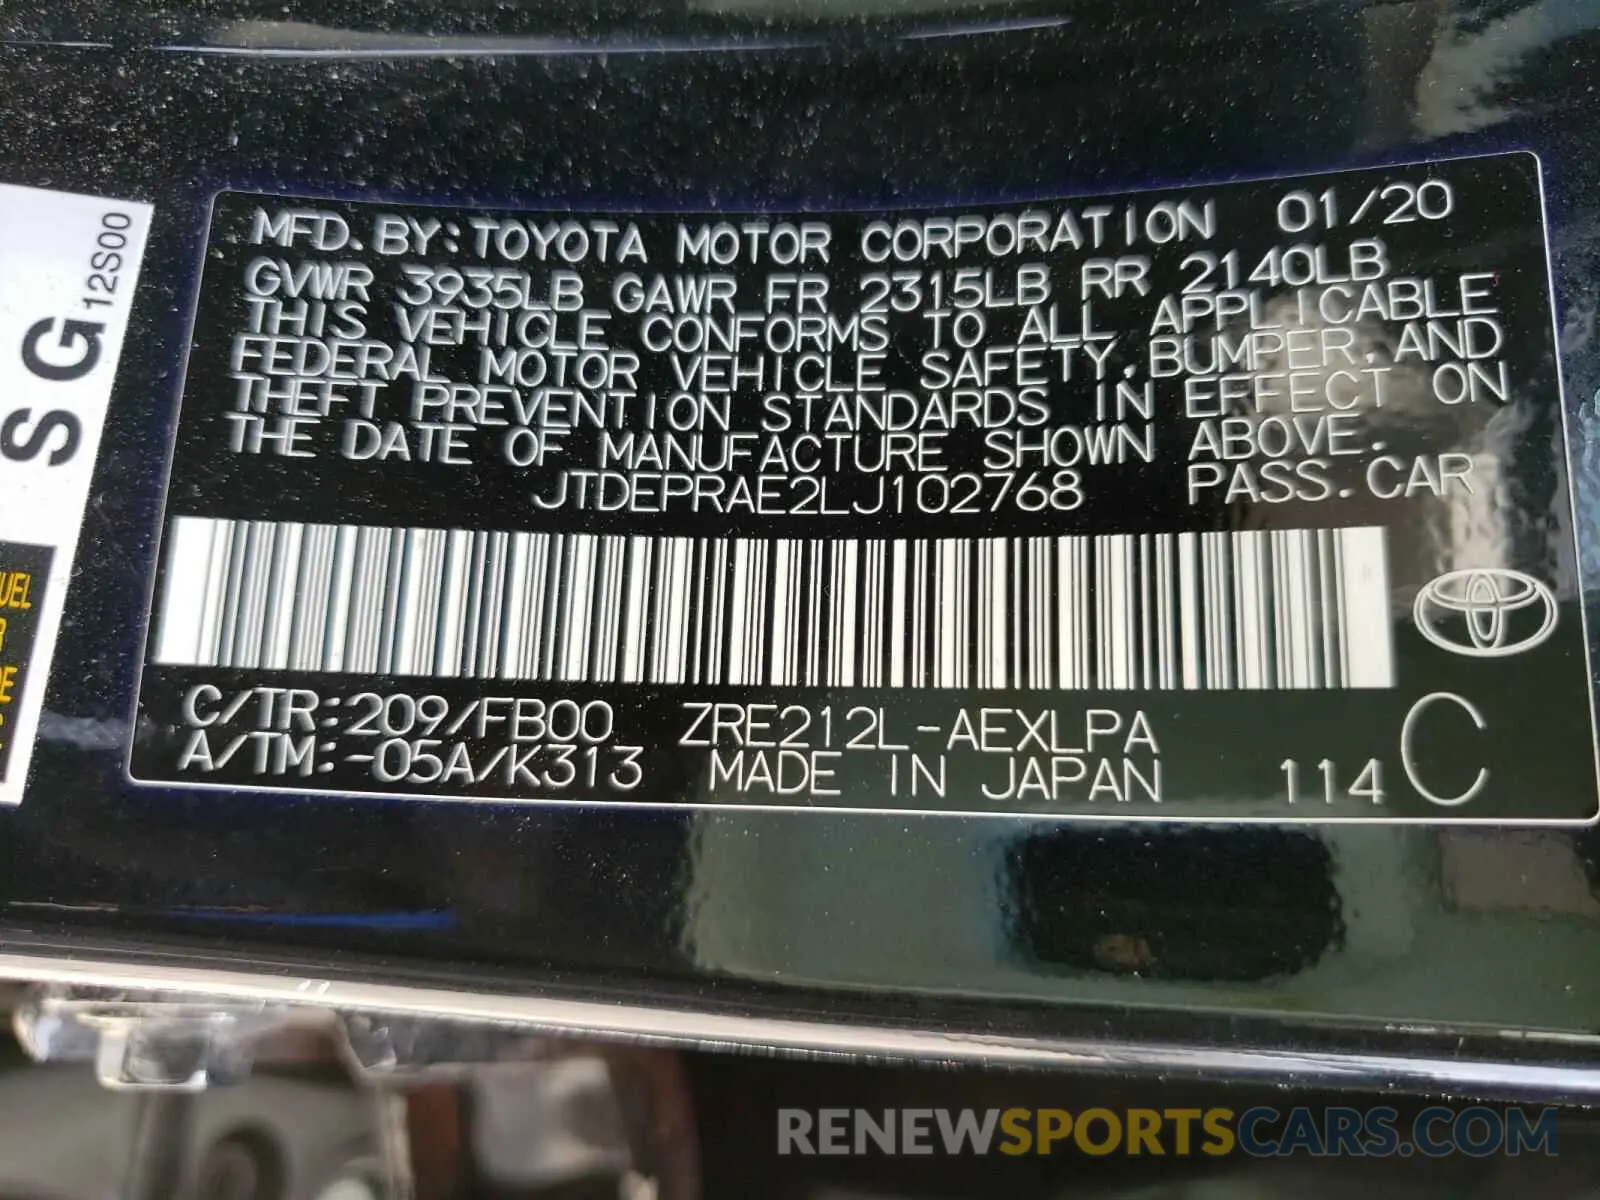 MFD. BY: TOYOTA MOTOR CORPORATION 01/20
GVWR 3935LB GAWR FR 2315LB RR 2140LB
THIS VEHICLE CONFORMS TO ALL APPLICABLE
FEDERAL MOTOR VEHICLE SAFETY, BUMPER, AND
THEFT PREVENTION STANDARDS IN EFFECT ON
THE DATE OF MANUFACTURE SHOWN ABOVE.
JTDEPRAE2LJ102768 PASS. CAR
C/TR: 209/FB00 ZRE212L-AEXLPA
A/TM: -05A/K313 MADE IN JAPAN 114 C
SG 12S00
RENEWSPORTSCARS.COM